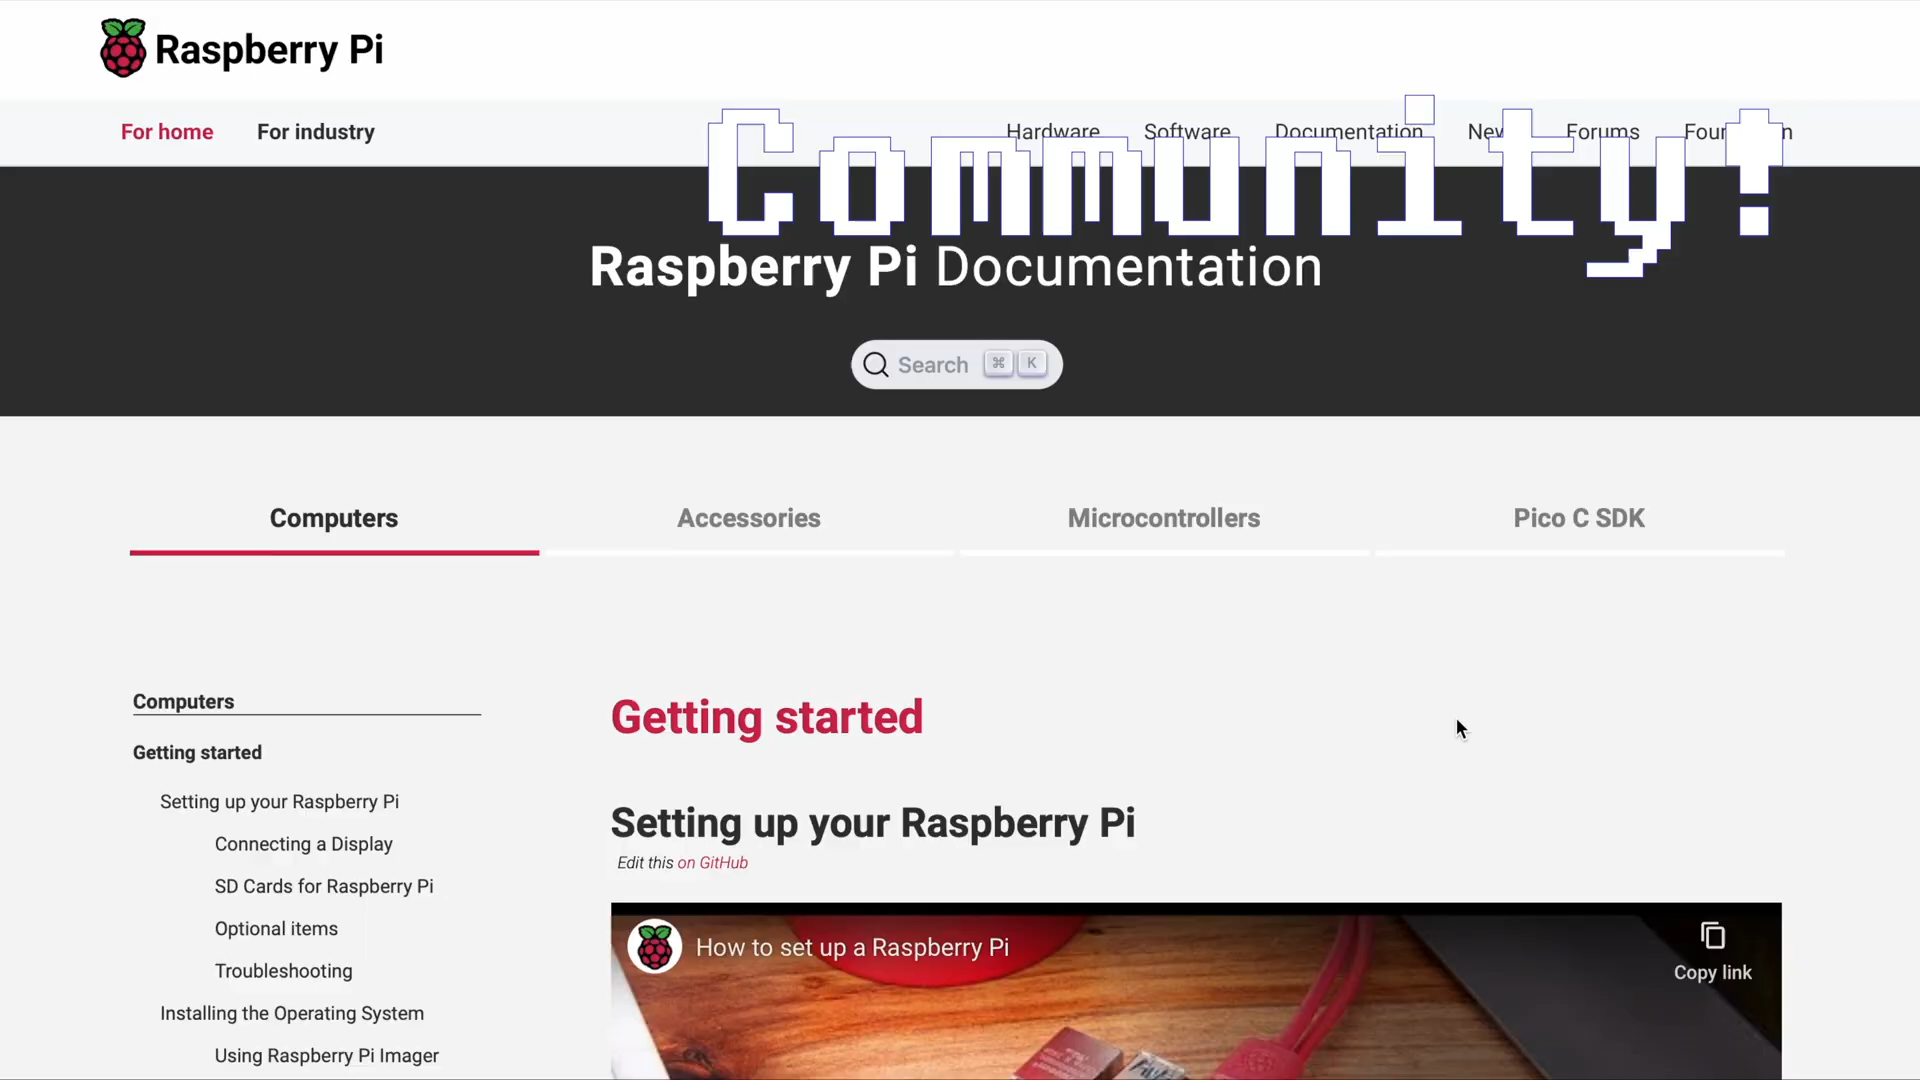 Raspberry Pi
For home For industry Hardware Software Documentation Forums
Community!
Raspberry Pi Documentation
Search ⌘ K
Computers Accessories Microcontrollers Pico C SDK
Computers
Getting started
Setting up your Raspberry Pi
Connecting a Display
SD Cards for Raspberry Pi
Optional items
Troubleshooting
Installing the Operating System
Using Raspberry Pi Imager
Getting started
Setting up your Raspberry Pi
Edit this on GitHub
How to set up a Raspberry Pi
Copy link